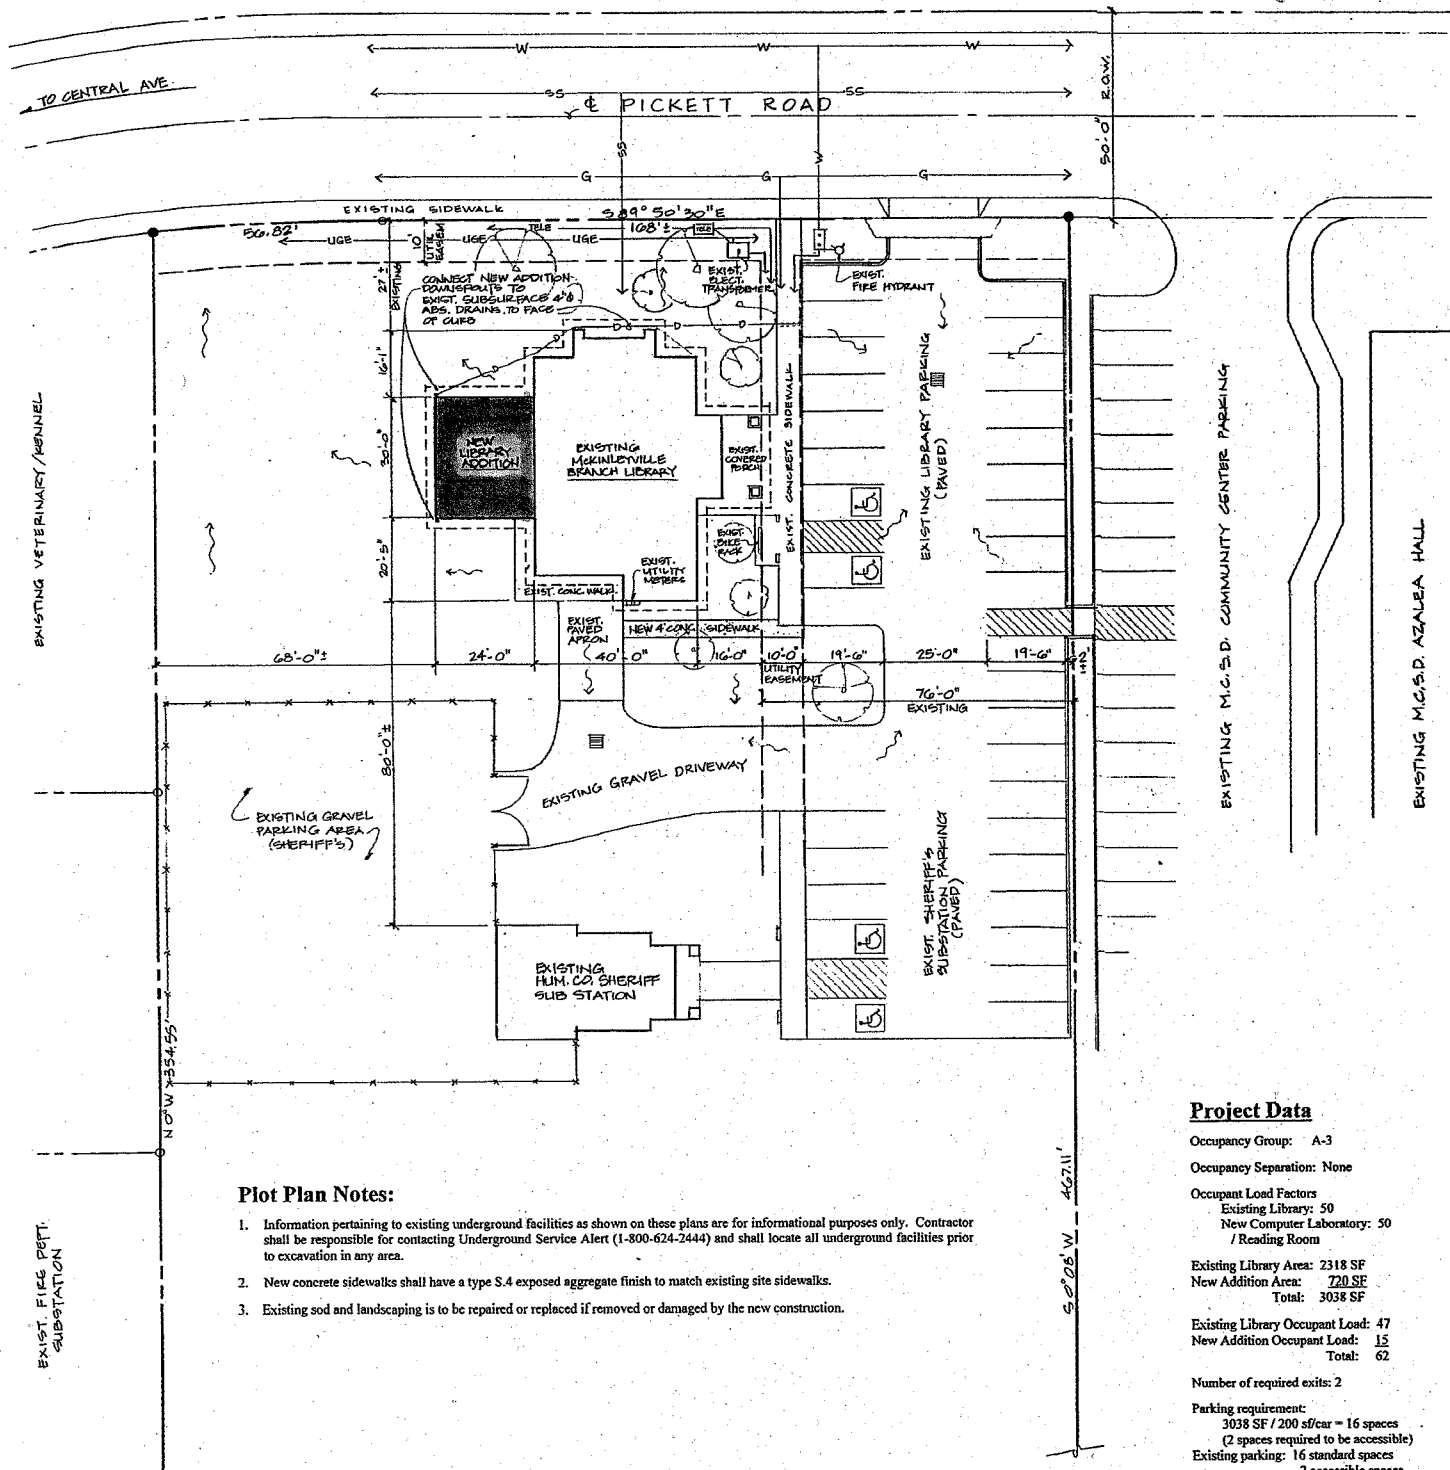 TO CENTRAL AVE.
W W W
SS SS
℄ PICKETT ROAD
50'-0" R.O.W.
SS
W
G G G
EXISTING SIDEWALK
S 89° 50' 30" E
56.82'
168'±
TELE
UGE UGE UGE
10'
UTIL.
EASEM
27'±
EXISTING
CONNECT NEW ADDITION
DOWNSPOUTS TO
EXIST. SUBSURFACE 4"ø
ABS. DRAINS, TO FACE
OF CURB
EXIST.
ELECT.
TRANSFORMER
EXIST.
FIRE HYDRANT
D D D
16'-1"
30'-0"
20'-5"
80'-0"±
NEW
LIBRARY
ADDITION
EXISTING
McKINLEYVILLE
BRANCH LIBRARY
EXIST.
COVERED
PORCH
EXIST. CONCRETE SIDEWALK
EXISTING LIBRARY PARKING
(PAVED)
EXISTING M.C.S.D. COMMUNITY CENTER PARKING
EXISTING M.C.S.D. AZALEA HALL
EXISTING VETERINARY/KENNEL
EXIST.
BIKE
RACK
EXIST.
UTILITY
METERS
EXIST. CONC. WALK
EXIST.
PAVED
APRON
NEW 4' CONC. SIDEWALK
68'-0"± 24'-0" 40'-0" 16'-0" 10'-0" 19'-6" 25'-0" 19'-6"
UTILITY
EASEMENT
76'-0"
EXISTING
EXISTING GRAVEL DRIVEWAY
EXISTING GRAVEL
PARKING AREA
(SHERIFF'S)
EXIST. SHERIFF'S
SUBSTATION PARKING
(PAVED)
EXISTING
HUM. CO. SHERIFF
SUB STATION
N 0° W 354.55'
S 0° 08' W 467.11'
EXIST. FIRE DEPT.
SUBSTATION
Plot Plan Notes:
1. Information pertaining to existing underground facilities as shown on these plans are for informational purposes only. Contractor
shall be responsible for contacting Underground Service Alert (1-800-624-2444) and shall locate all underground facilities prior
to excavation in any area.
2. New concrete sidewalks shall have a type S.4 exposed aggregate finish to match existing site sidewalks.
3. Existing sod and landscaping is to be repaired or replaced if removed or damaged by the new construction.
Project Data
Occupancy Group: A-3
Occupancy Separation: None
Occupant Load Factors
Existing Library: 50
New Computer Laboratory: 50
/ Reading Room
Existing Library Area: 2318 SF
New Addition Area: 720 SF
Total: 3038 SF
Existing Library Occupant Load: 47
New Addition Occupant Load: 15
Total: 62
Number of required exits: 2
Parking requirement:
3038 SF / 200 sf/car = 16 spaces
(2 spaces required to be accessible)
Existing parking: 16 standard spaces
2 accessible spaces